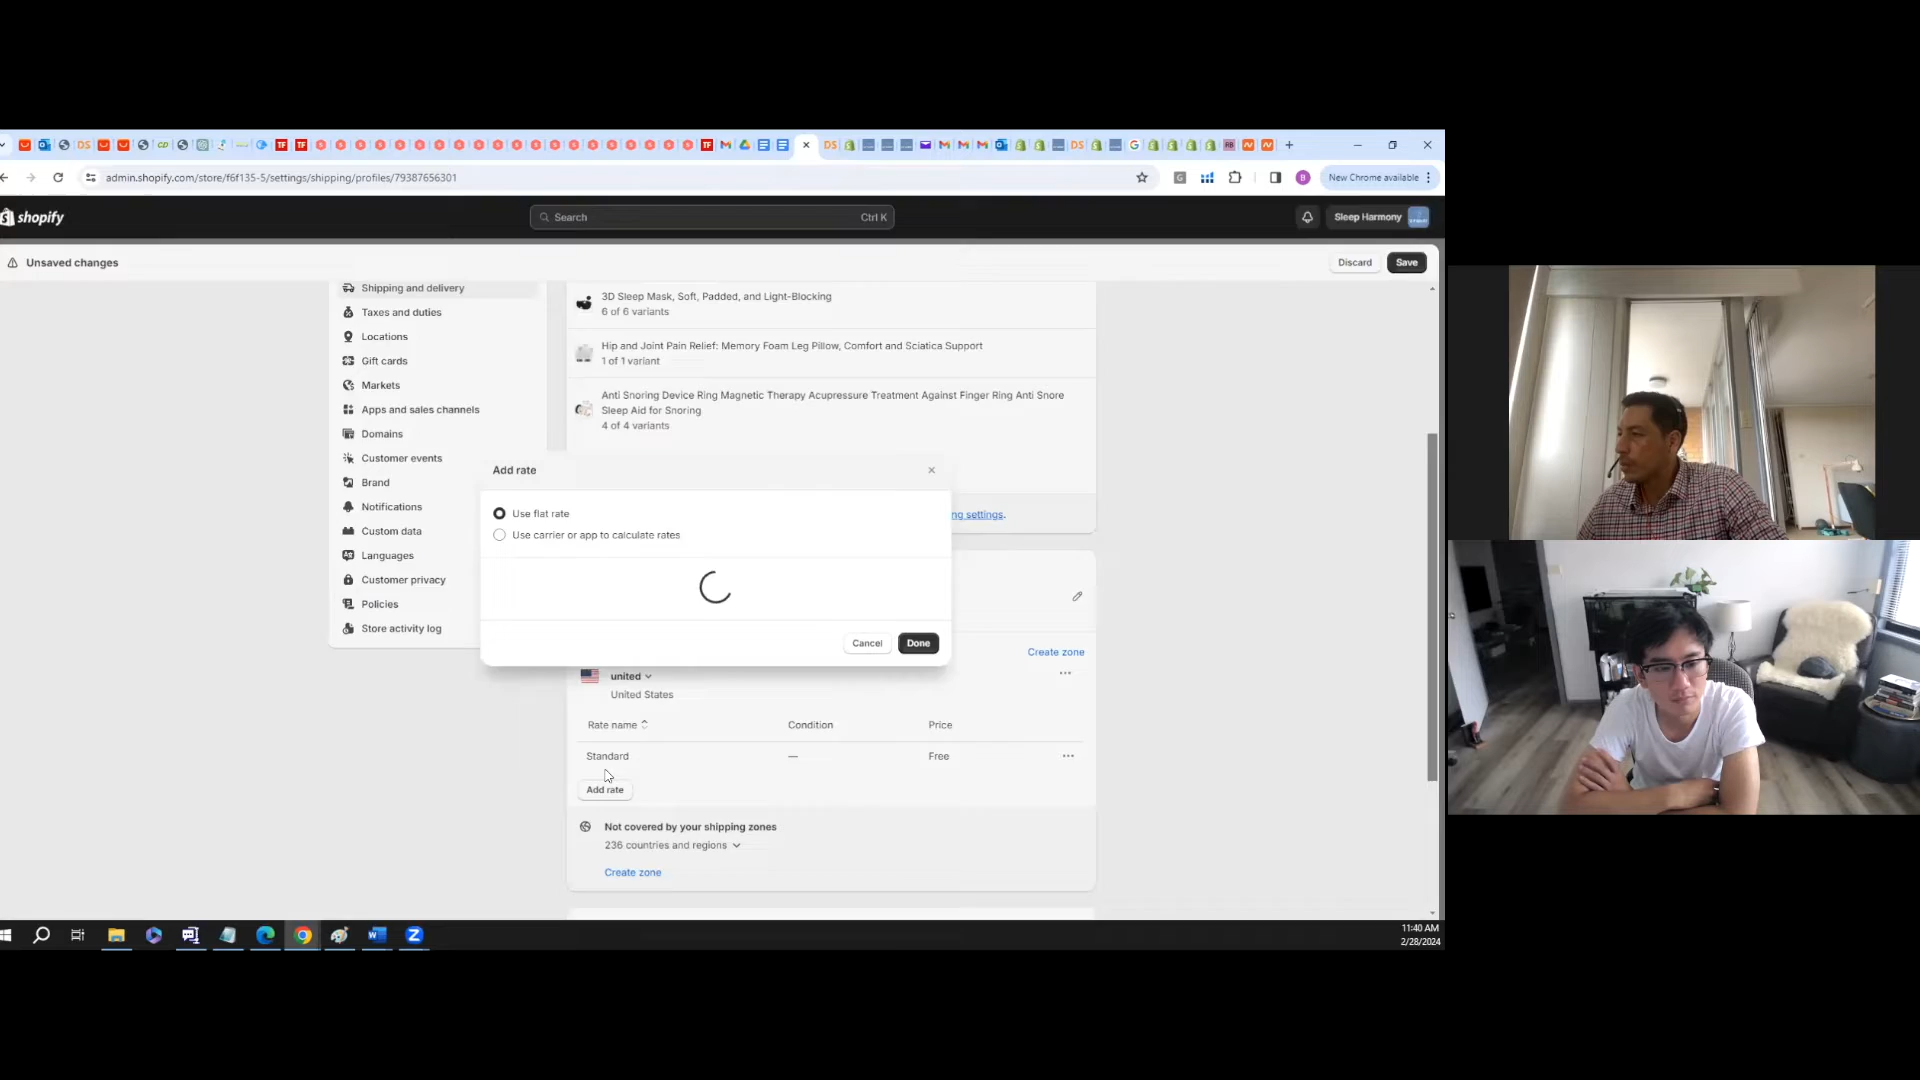 admin.shopify.com/store/f6f135-5/settings/shipping/profiles/79387656301
New Chrome available
shopify
Search
Ctrl K
Sleep Harmony
Unsaved changes
Discard
Save
Shipping and delivery
Taxes and duties
Locations
Gift cards
Markets
Apps and sales channels
Domains
Customer events
Brand
Notifications
Custom data
Languages
Customer privacy
Policies
Store activity log
3D Sleep Mask, Soft, Padded, and Light-Blocking
6 of 6 variants
Hip and Joint Pain Relief: Memory Foam Leg Pillow, Comfort and Sciatica Support
1 of 1 variant
Anti Snoring Device Ring Magnetic Therapy Acupressure Treatment Against Finger Ring Anti Snore
Sleep Aid for Snoring
4 of 4 variants
ng settings.
Add rate
Use flat rate
Use carrier or app to calculate rates
Cancel
Done
Create zone
united
United States
Rate name
Condition
Price
Standard
—
Free
Add rate
Not covered by your shipping zones
236 countries and regions
Create zone
11:40 AM
2/28/2024